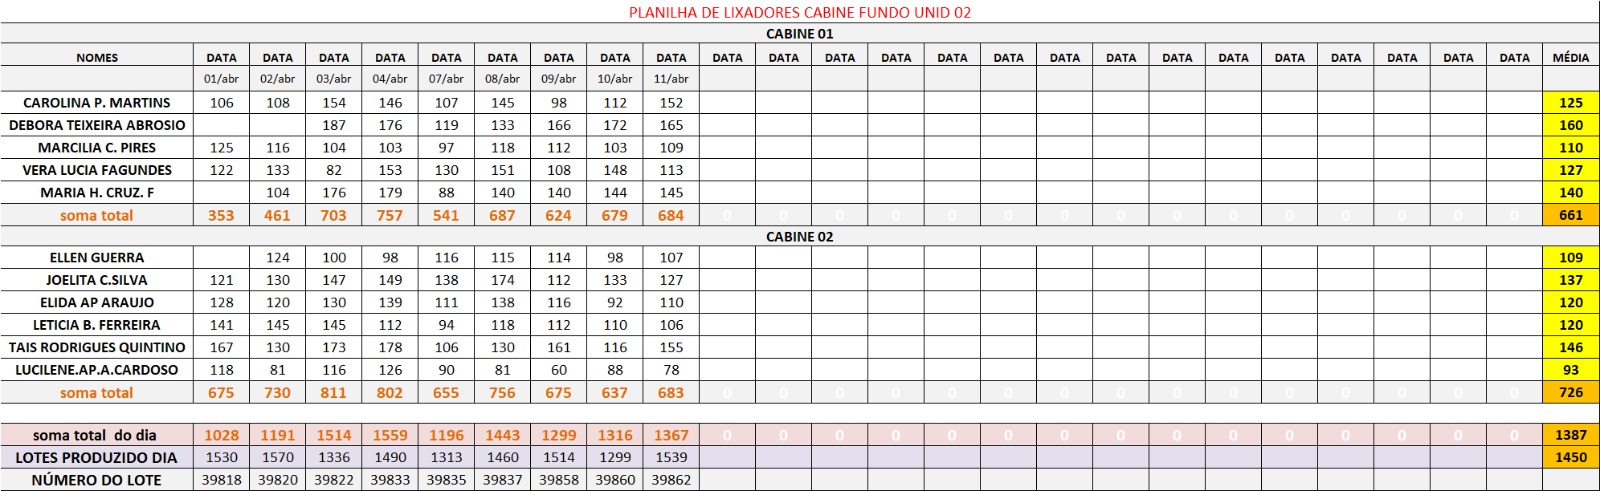 PLANILHA DE LIXADORES CABINE FUNDO UNID 02
CABINE 01
NOMES DATA DATA DATA DATA DATA DATA DATA DATA DATA DATA DATA DATA DATA DATA DATA DATA DATA DATA DATA DATA DATA DATA DATA DATA MÉDIA
01/abr 02/abr 03/abr 04/abr 07/abr 08/abr 09/abr 10/abr 11/abr
CAROLINA P. MARTINS 106 108 154 146 107 145 98 112 152 125
DEBORA TEIXEIRA ABROSIO 187 176 119 133 166 172 165 160
MARCILIA C. PIRES 125 116 104 103 97 118 112 103 109 110
VERA LUCIA FAGUNDES 122 133 82 153 130 151 108 148 113 127
MARIA H. CRUZ. F 104 176 179 88 140 140 144 145 140
soma total 353 461 703 757 541 687 624 679 684 0 0 0 0 0 0 0 0 0 0 0 0 0 0 0 661
CABINE 02
ELLEN GUERRA 124 100 98 116 115 114 98 107 109
JOELITA C.SILVA 121 130 147 149 138 174 112 133 127 137
ELIDA AP ARAUJO 128 120 130 139 111 138 116 92 110 120
LETICIA B. FERREIRA 141 145 145 112 94 118 112 110 106 120
TAIS RODRIGUES QUINTINO 167 130 173 178 106 130 161 116 155 146
LUCILENE.AP.A.CARDOSO 118 81 116 126 90 81 60 88 78 93
soma total 675 730 811 802 655 756 675 637 683 0 0 0 0 0 0 0 0 0 0 0 0 0 0 0 726
soma total do dia 1028 1191 1514 1559 1196 1443 1299 1316 1367 0 0 0 0 0 0 0 0 0 0 0 0 0 0 0 1387
LOTES PRODUZIDO DIA 1530 1570 1336 1490 1313 1460 1514 1299 1539 1450
NÚMERO DO LOTE 39818 39820 39822 39833 39835 39837 39858 39860 39862